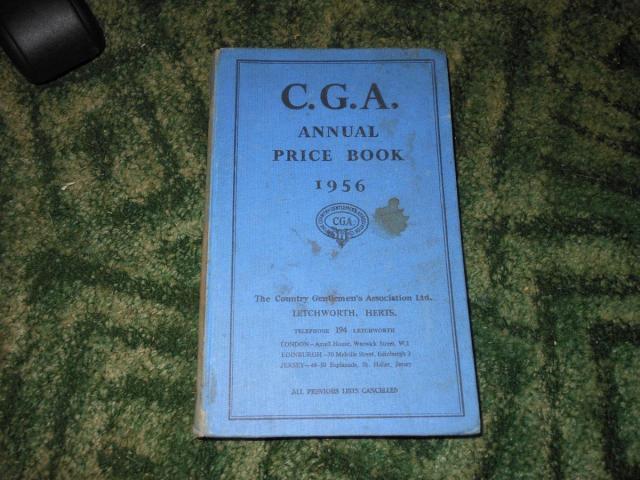 C.G.A.
ANNUAL
PRICE BOOK
1956
CGA
The Country Gentlemen's Association Ltd.,
LETCHWORTH, HERTS.
TELEPHONE 194 LETCHWORTH
LONDON—Ansell House, Warwick Street, W.1
EDINBURGH—70 Melville Street, Edinburgh 3
JERSEY—48-50 Esplanade, St. Helier, Jersey
ALL PREVIOUS LISTS CANCELLED